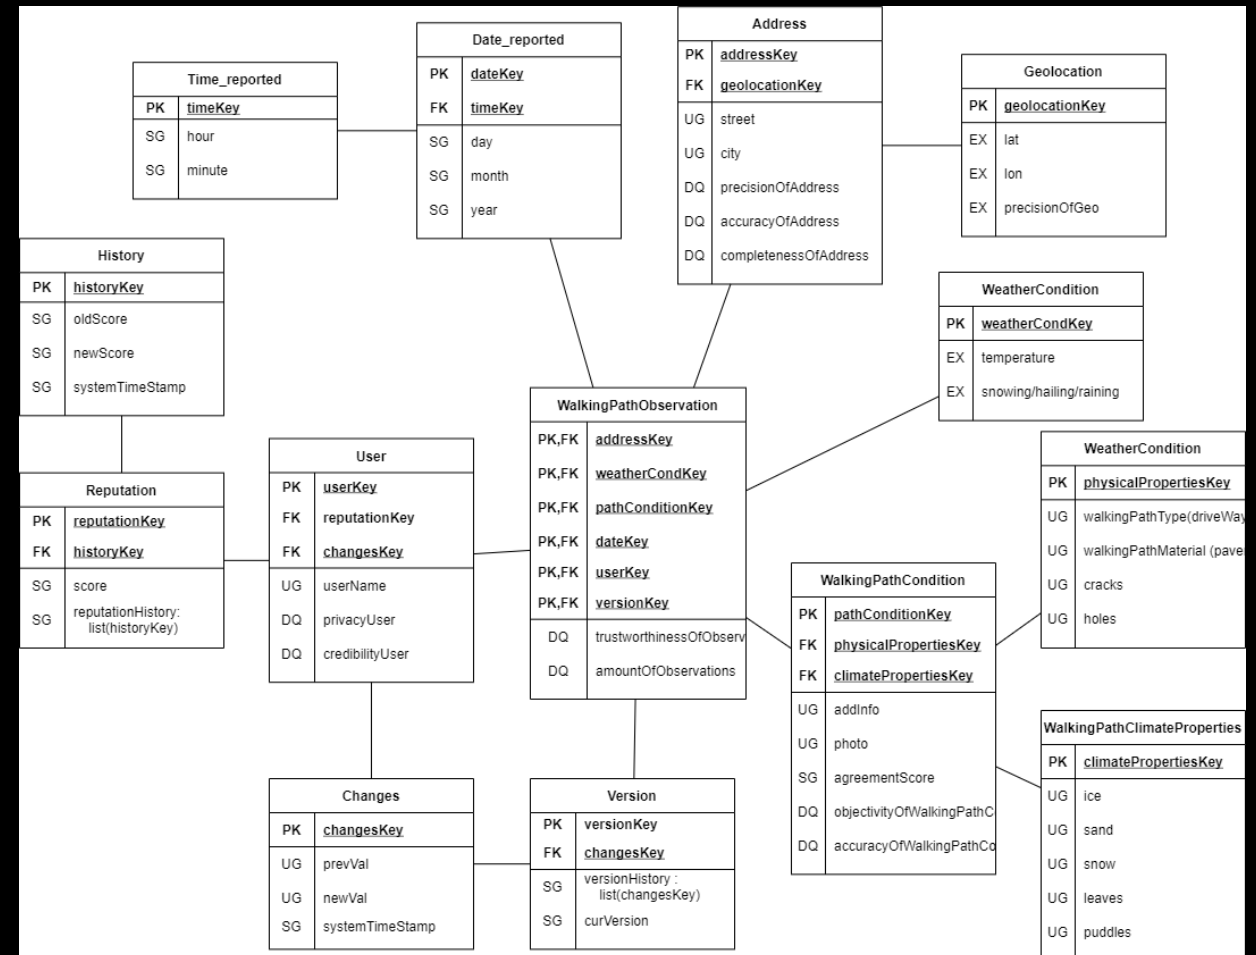 Time_reported
PK timeKey
SG hour
SG minute
Date_reported
PK dateKey
FK timeKey
SG day
SG month
SG year
Address
PK addressKey
FK geolocationKey
UG street
UG city
DQ precisionOfAddress
DQ accuracyOfAddress
DQ completenessOfAddress
Geolocation
PK geolocationKey
EX lat
EX lon
EX precisionOfGeo
History
PK historyKey
SG oldScore
SG newScore
SG systemTimeStamp
WeatherCondition
PK weatherCondKey
EX temperature
EX snowing/hailing/raining
Reputation
PK reputationKey
FK historyKey
SG score
SG reputationHistory:
list(historyKey)
User
PK userKey
FK reputationKey
FK changesKey
UG userName
DQ privacyUser
DQ credibilityUser
WalkingPathObservation
PK,FK addressKey
PK,FK weatherCondKey
PK,FK pathConditionKey
PK,FK dateKey
PK,FK userKey
PK,FK versionKey
DQ trustworthinessOfObserv
DQ amountOfObservations
WeatherCondition
PK physicalPropertiesKey
UG walkingPathType(driveWay
UG walkingPathMaterial (pave
UG cracks
UG holes
WalkingPathCondition
PK pathConditionKey
FK physicalPropertiesKey
FK climatePropertiesKey
UG addInfo
UG photo
SG agreementScore
DQ objectivityOfWalkingPathC
DQ accuracyOfWalkingPathCo
WalkingPathClimateProperties
PK climatePropertiesKey
UG ice
UG sand
UG snow
UG leaves
UG puddles
Changes
PK changesKey
UG prevVal
UG newVal
SG systemTimeStamp
Version
PK versionKey
FK changesKey
SG versionHistory :
list(changesKey)
SG curVersion